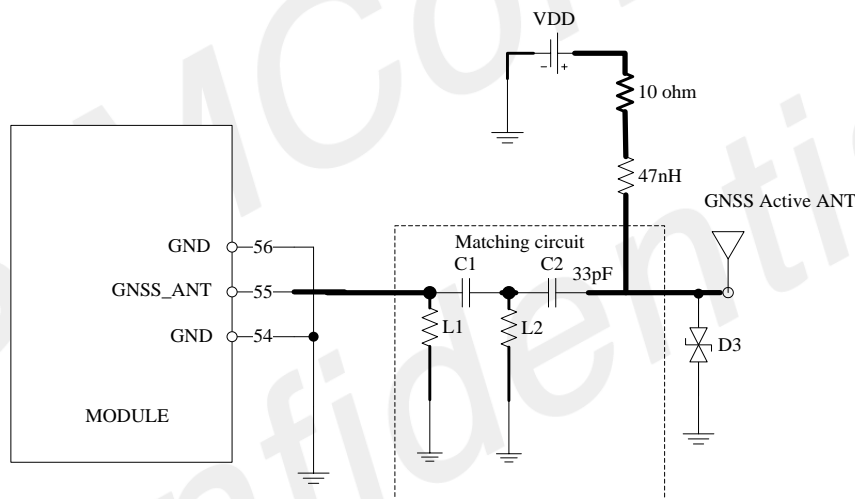 VDD
- +
10 ohm
47nH
GNSS Active ANT
Matching circuit
C1 C2 33pF
GND 56
GNSS_ANT 55
GND 54
L1 L2
D3
MODULE